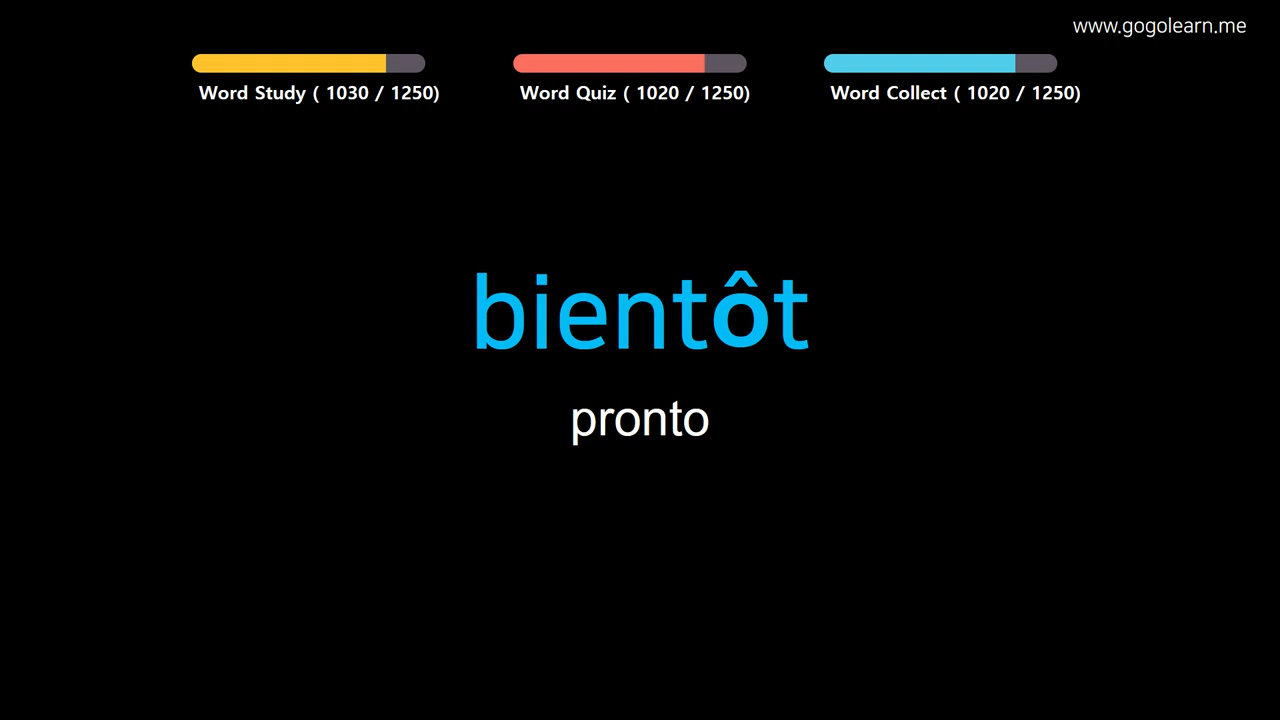 www.gogolearn.me
Word Study ( 1030 / 1250)
Word Quiz ( 1020 / 1250)
Word Collect ( 1020 / 1250)
bientôt
pronto